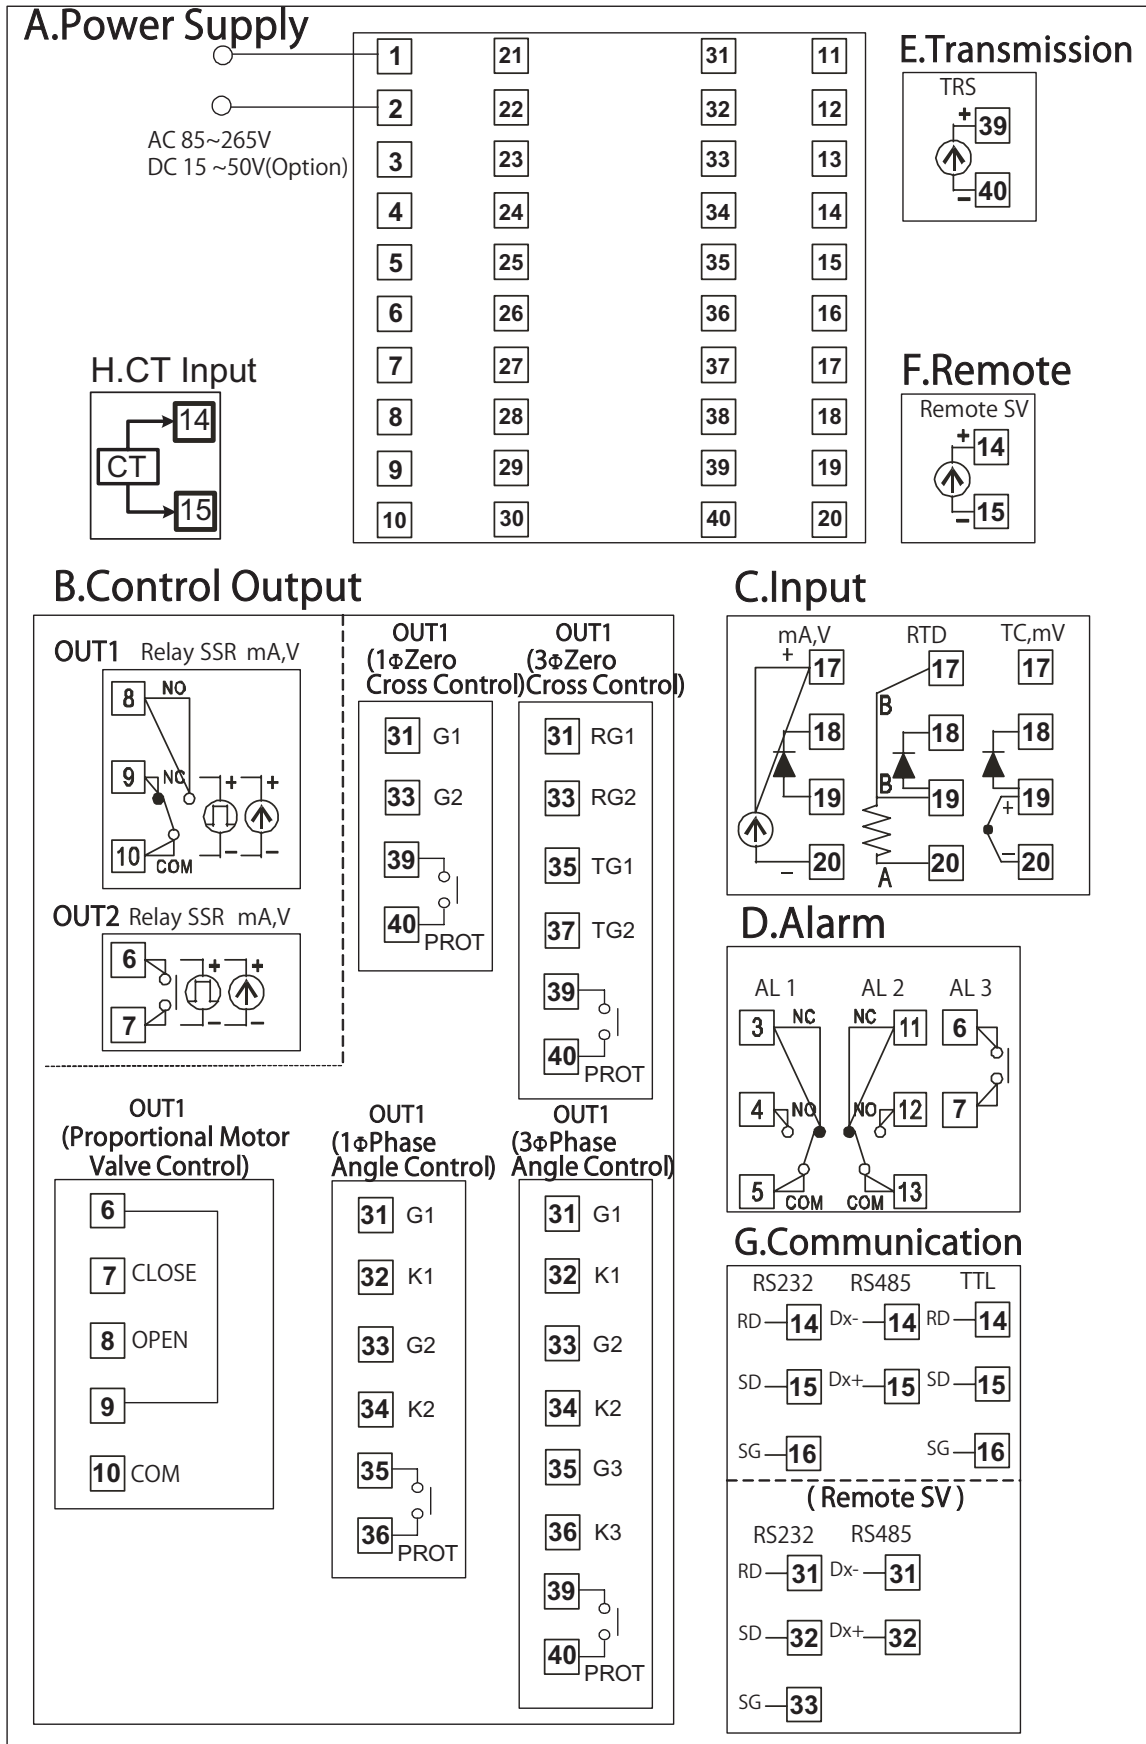 A.Power Supply
AC 85~265V
DC 15 ~50V(Option)
1 21 31 11
2 22 32 12
3 23 33 13
4 24 34 14
5 25 35 15
6 26 36 16
7 27 37 17
8 28 38 18
9 29 39 19
10 30 40 20
E.Transmission
TRS
+ 39
- 40
H.CT Input
14
CT
15
F.Remote
Remote SV
+ 14
- 15
B.Control Output
OUT1 Relay SSR mA,V
8 NO
9 NC + +
10 COM - -
OUT2 Relay SSR mA,V
6 + +
7 - -
OUT1
(1ΦZero
Cross Control)
31 G1
33 G2
39
40 PROT
OUT1
(3ΦZero
Cross Control)
31 RG1
33 RG2
35 TG1
37 TG2
39
40 PROT
OUT1
(Proportional Motor
Valve Control)
6
7 CLOSE
8 OPEN
9
10 COM
OUT1
(1ΦPhase
Angle Control)
31 G1
32 K1
33 G2
34 K2
35
36 PROT
OUT1
(3ΦPhase
Angle Control)
31 G1
32 K1
33 G2
34 K2
35 G3
36 K3
39
40 PROT
C.Input
mA,V RTD TC,mV
+ 17 17 17
B
18 18 18
B
19 19 + 19
- 20 A 20 - 20
D.Alarm
AL 1 AL 2 AL 3
3 NC NC 11 6
4 NO NO 12 7
5 COM COM 13
G.Communication
RS232 RS485 TTL
RD 14 Dx- 14 RD 14
SD 15 Dx+ 15 SD 15
SG 16 SG 16
( Remote SV )
RS232 RS485
RD 31 Dx- 31
SD 32 Dx+ 32
SG 33